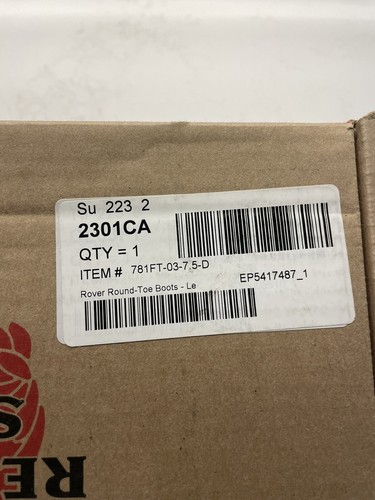 Su 223 2
2301CA
QTY = 1
ITEM # 781FT-03-7.5-D
EP5417487_1
Rover Round-Toe Boots - Le
RE
S